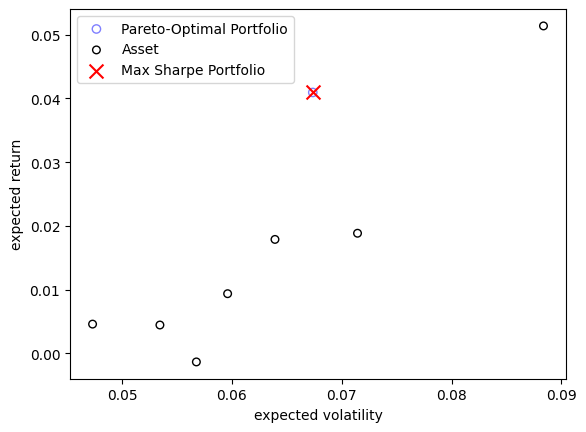 Pareto-Optimal Portfolio
Asset
Max Sharpe Portfolio
0.05
0.04
0.03
0.02
0.01
0.00
expected return
0.05
0.06
0.07
0.08
0.09
expected volatility